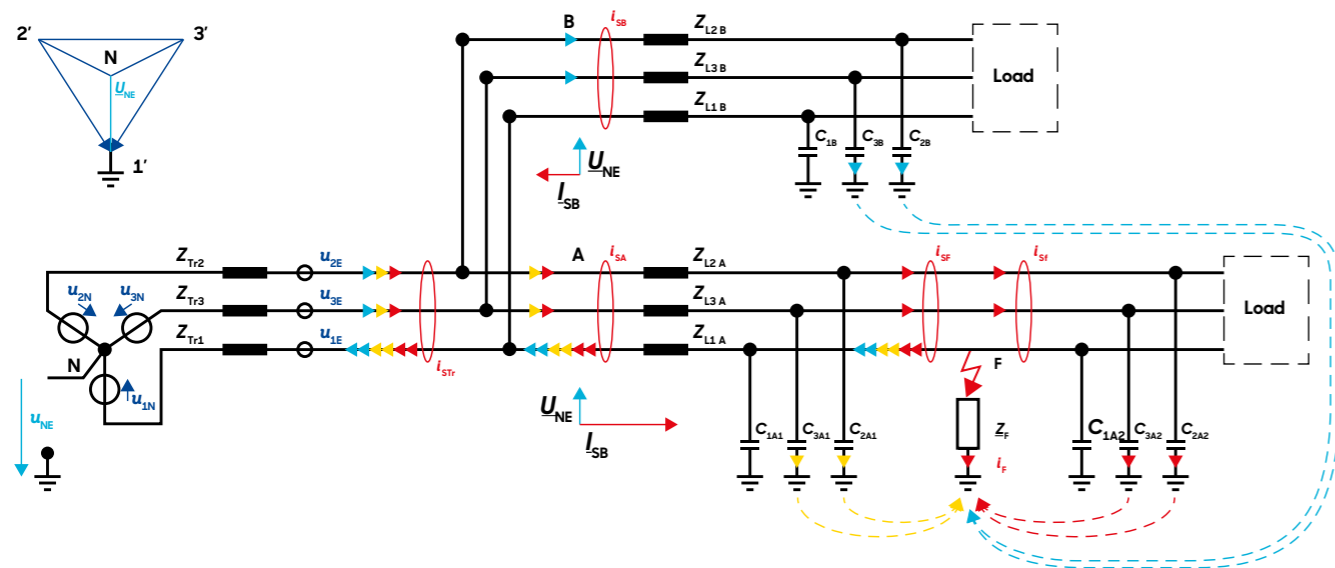 2′ 3′
N
U_NE
1′
B i_SB Z_L2 B
Z_L3 B
Z_L1 B
Load
C_1B C_3B C_2B
U_NE
I_SB
Z_Tr2 u_2E A i_SA Z_L2 A i_SF i_Sf
u_2N u_3N Z_Tr3 u_3E Z_L3 A
Z_Tr1 u_1E Z_L1 A
Load
N
i_STr
F
u_1N
u_NE
U_NE
I_SB
C_1A1 C_3A1 C_2A1 Z_F C_1A2 C_3A2 C_2A2
i_F